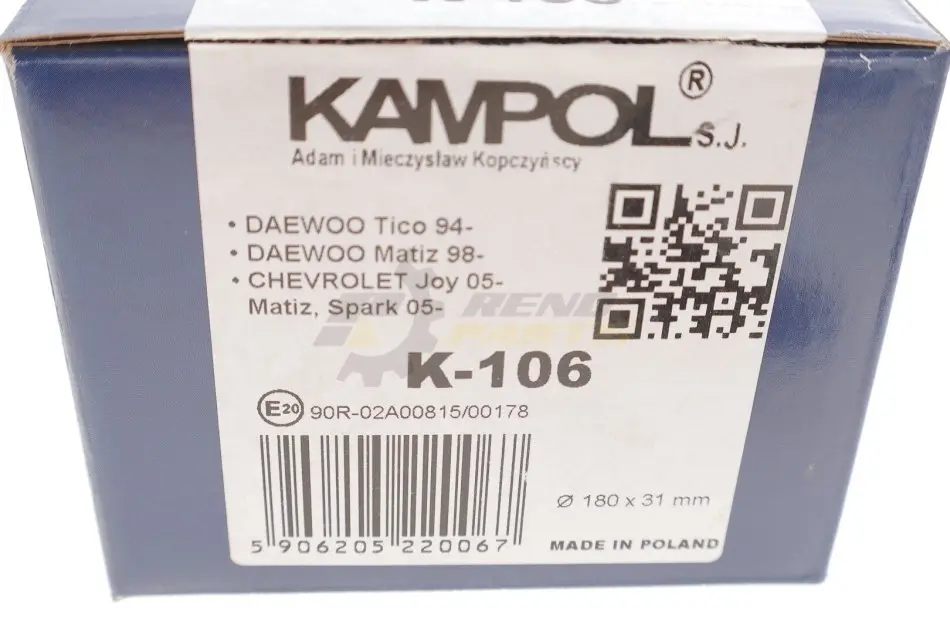 KAMPOL® S.J.
Adam i Mieczysław Kopczyńscy
• DAEWOO Tico 94-
• DAEWOO Matiz 98-
• CHEVROLET Joy 05-
Matiz, Spark 05-
K-106
E20 90R-02A00815/00178
Ø 180 x 31 mm
5 906205 220067
MADE IN POLAND